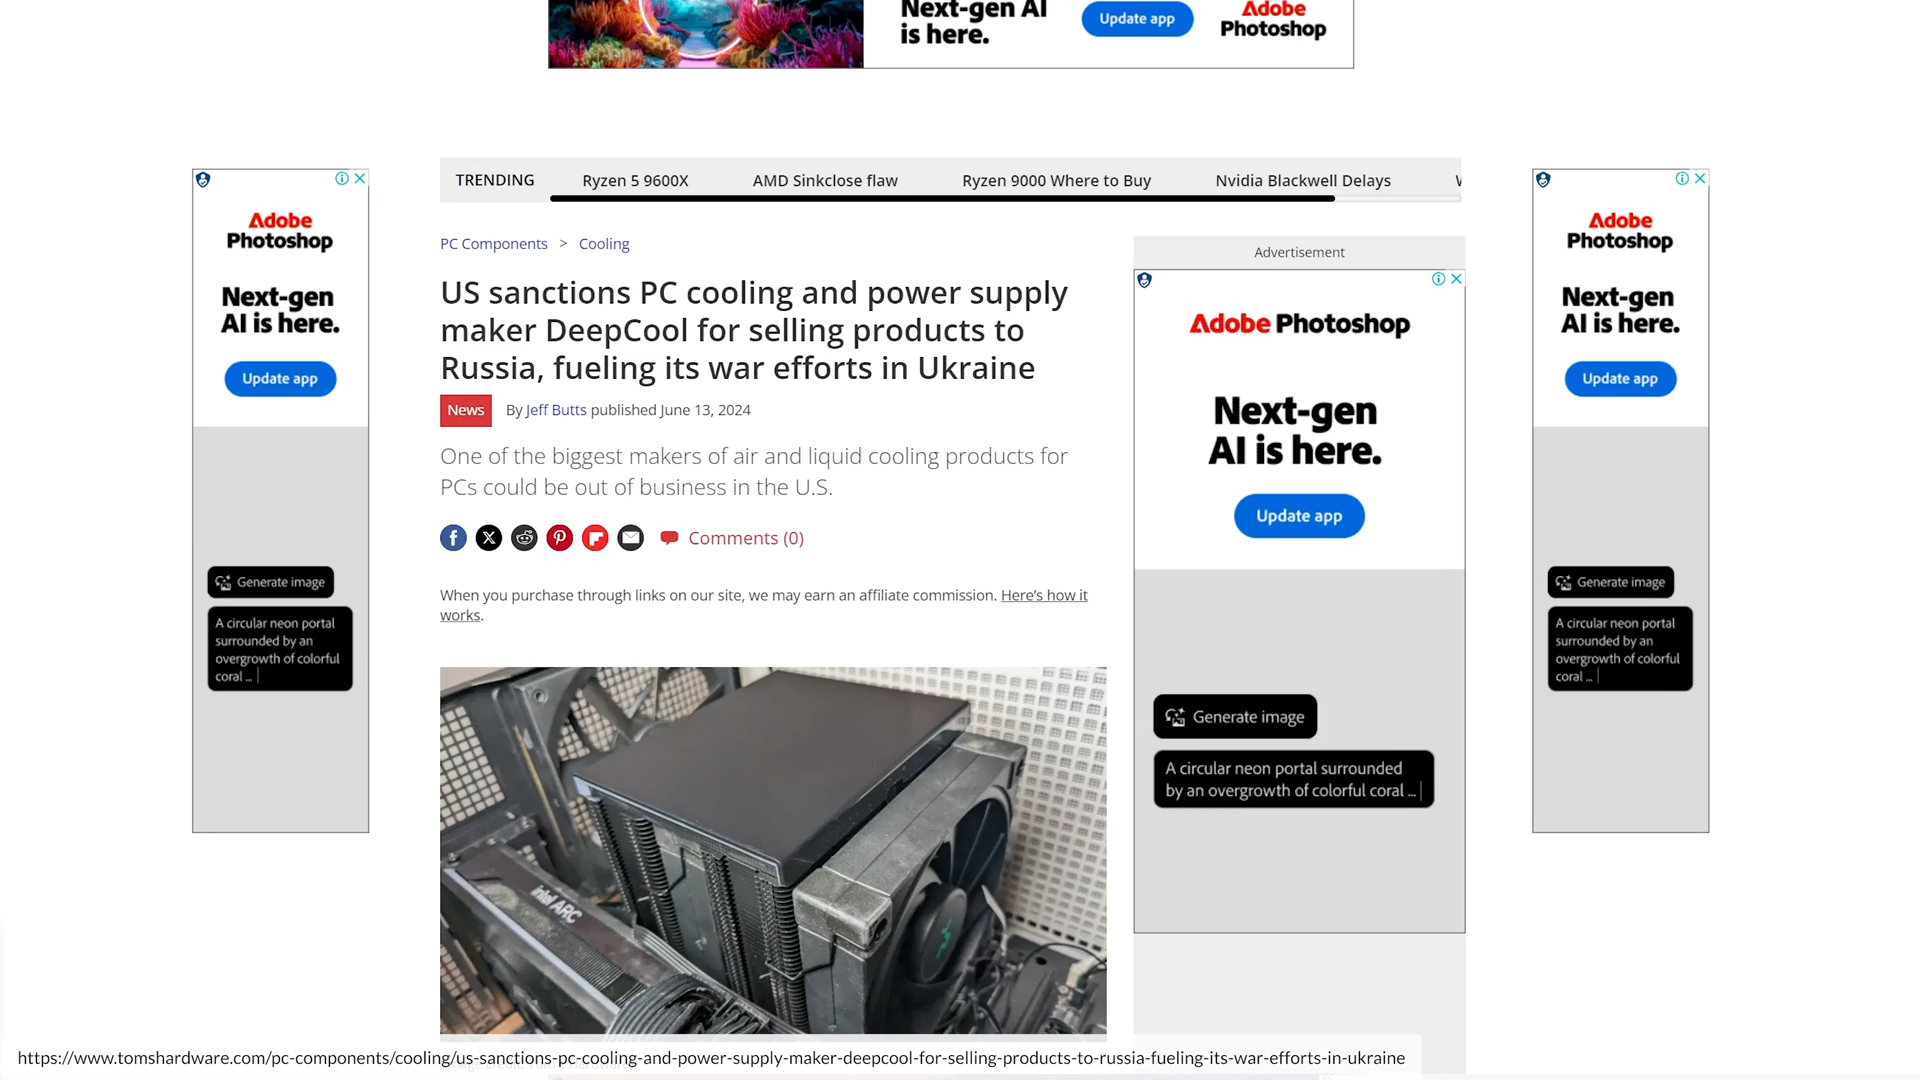 Next-gen AI
is here.
Update app
Adobe
Photoshop
TRENDING Ryzen 5 9600X AMD Sinkclose flaw Ryzen 9000 Where to Buy Nvidia Blackwell Delays
Adobe
Photoshop
Next-gen
AI is here.
Update app
Generate image
A circular neon portal
surrounded by an
overgrowth of colorful
coral ...
PC Components > Cooling
US sanctions PC cooling and power supply
maker DeepCool for selling products to
Russia, fueling its war efforts in Ukraine
News By Jeff Butts published June 13, 2024
One of the biggest makers of air and liquid cooling products for
PCs could be out of business in the U.S.
Comments (0)
When you purchase through links on our site, we may earn an affiliate commission. Here's how it
works.
intel ARC
Advertisement
Adobe Photoshop
Next-gen
AI is here.
Update app
Generate image
A circular neon portal surrounded
by an overgrowth of colorful coral ...
Adobe
Photoshop
Next-gen
AI is here.
Update app
Generate image
A circular neon portal
surrounded by an
overgrowth of colorful
coral ...
https://www.tomshardware.com/pc-components/cooling/us-sanctions-pc-cooling-and-power-supply-maker-deepcool-for-selling-products-to-russia-fueling-its-war-efforts-in-ukraine